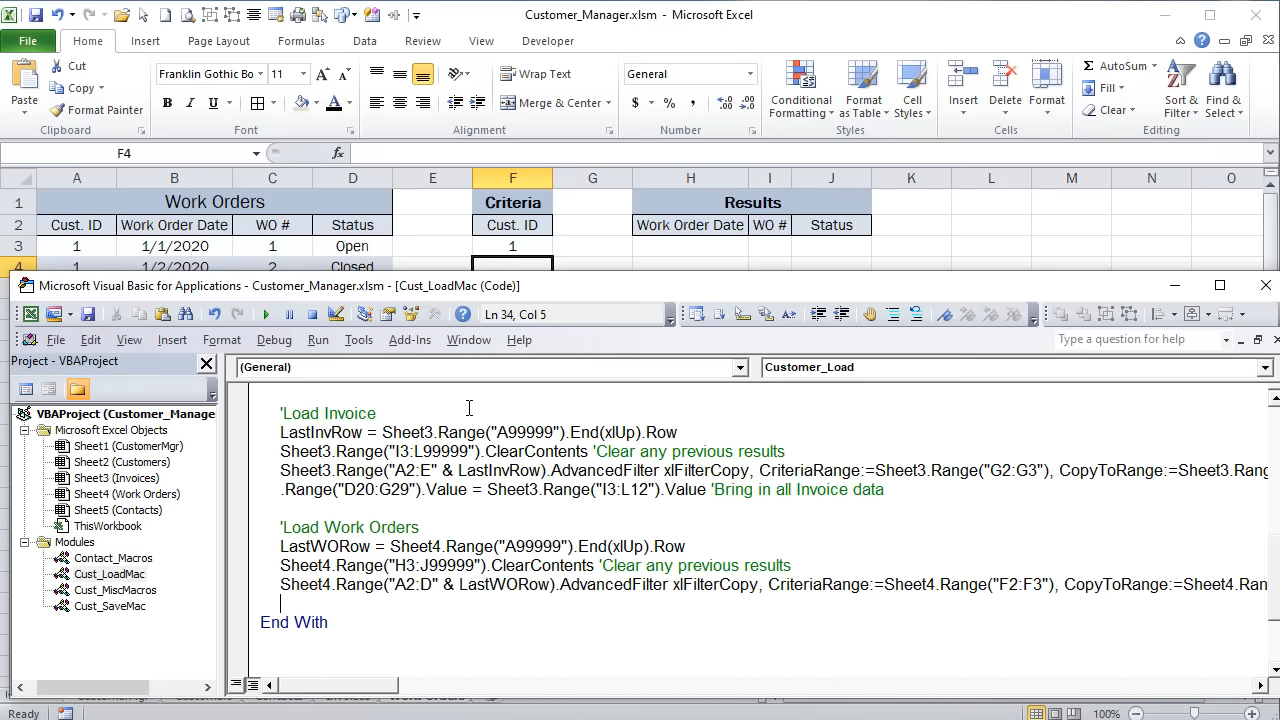 Customer_Manager.xlsm - Microsoft Excel
File Home Insert Page Layout Formulas Data Review View Developer
Cut
Copy
Format Painter
Paste
Clipboard
Franklin Gothic Bo 11
B I U A
Font
Wrap Text
Merge & Center
Alignment
General
$ % ,
Number
Conditional Formatting
Format as Table
Cell Styles
Styles
Insert Delete Format
Cells
AutoSum
Fill
Clear
Sort & Filter
Find & Select
Editing
F4 fx
A B C D E F G H I J K L M N O
1 Work Orders Criteria Results
2 Cust. ID Work Order Date WO # Status Cust. ID Work Order Date WO # Status
3 1 1/1/2020 1 Open 1
4 1 1/2/2020 2 Closed
Microsoft Visual Basic for Applications - Customer_Manager.xlsm - [Cust_LoadMac (Code)]
Ln 34, Col 5
File Edit View Insert Format Debug Run Tools Add-Ins Window Help
Type a question for help
Project - VBAProject
(General) Customer_Load
VBAProject (Customer_Manage
Microsoft Excel Objects
Sheet1 (CustomerMgr)
Sheet2 (Customers)
Sheet3 (Invoices)
Sheet4 (Work Orders)
Sheet5 (Contacts)
ThisWorkbook
Modules
Contact_Macros
Cust_LoadMac
Cust_MiscMacros
Cust_SaveMac
'Load Invoice
LastInvRow = Sheet3.Range("A99999").End(xlUp).Row
Sheet3.Range("I3:L99999").ClearContents 'Clear any previous results
Sheet3.Range("A2:E" & LastInvRow).AdvancedFilter xlFilterCopy, CriteriaRange:=Sheet3.Range("G2:G3"), CopyToRange:=Sheet3.Rang
.Range("D20:G29").Value = Sheet3.Range("I3:L12").Value 'Bring in all Invoice data
'Load Work Orders
LastWORow = Sheet4.Range("A99999").End(xlUp).Row
Sheet4.Range("H3:J99999").ClearContents 'Clear any previous results
Sheet4.Range("A2:D" & LastWORow).AdvancedFilter xlFilterCopy, CriteriaRange:=Sheet4.Range("F2:F3"), CopyToRange:=Sheet4.Ran
End With
Ready
100%